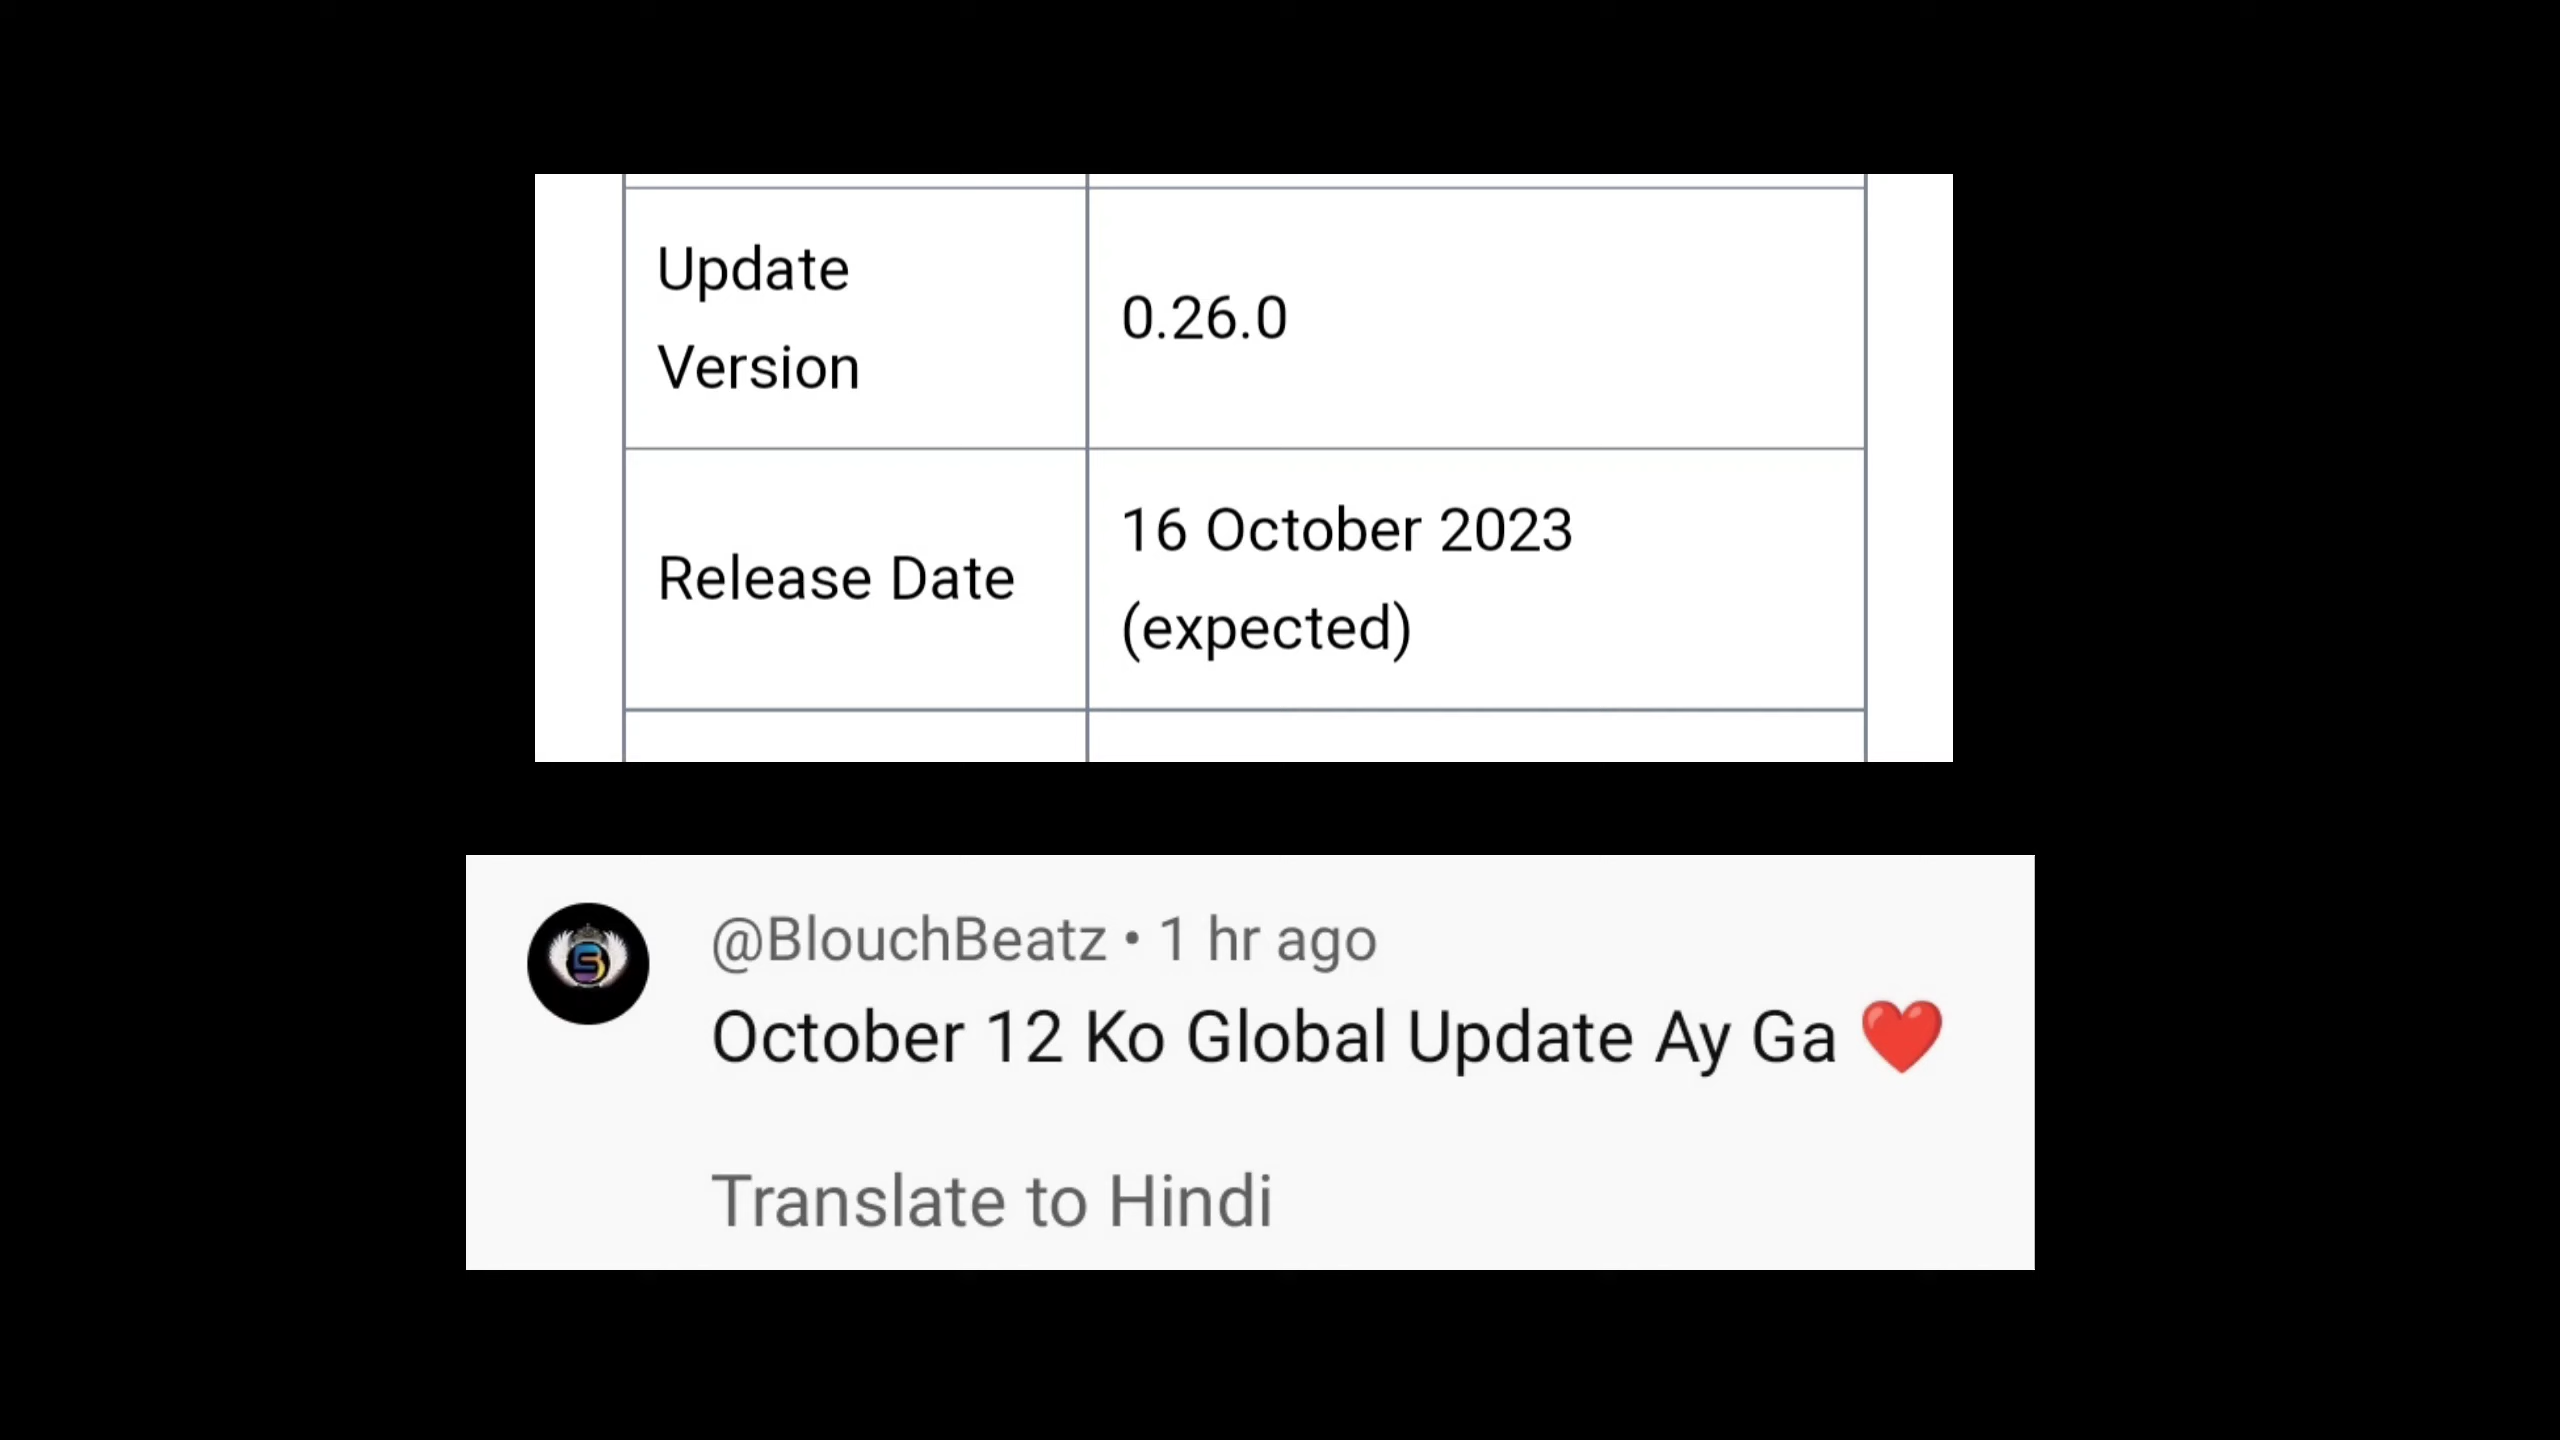 Update
Version
0.26.0
Release Date
16 October 2023
(expected)
@BlouchBeatz • 1 hr ago
October 12 Ko Global Update Ay Ga ❤️
Translate to Hindi